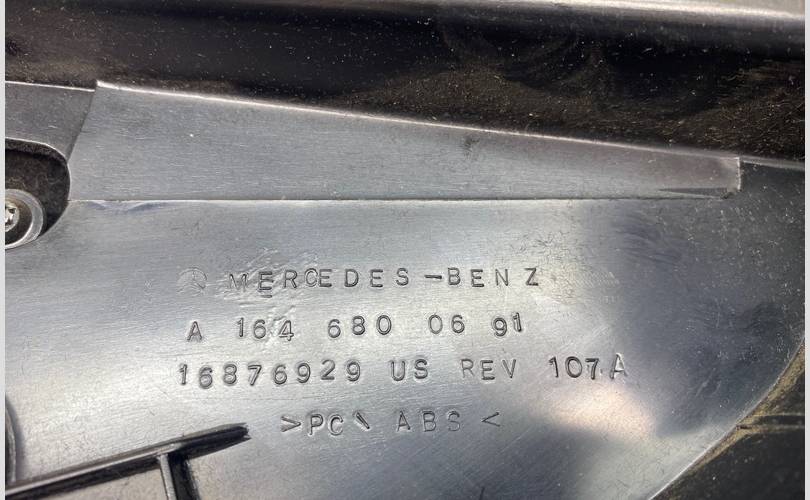 MERCEDES-BENZ
A 164 680 06 91
16876929 US REV 107A
>PC\ ABS<